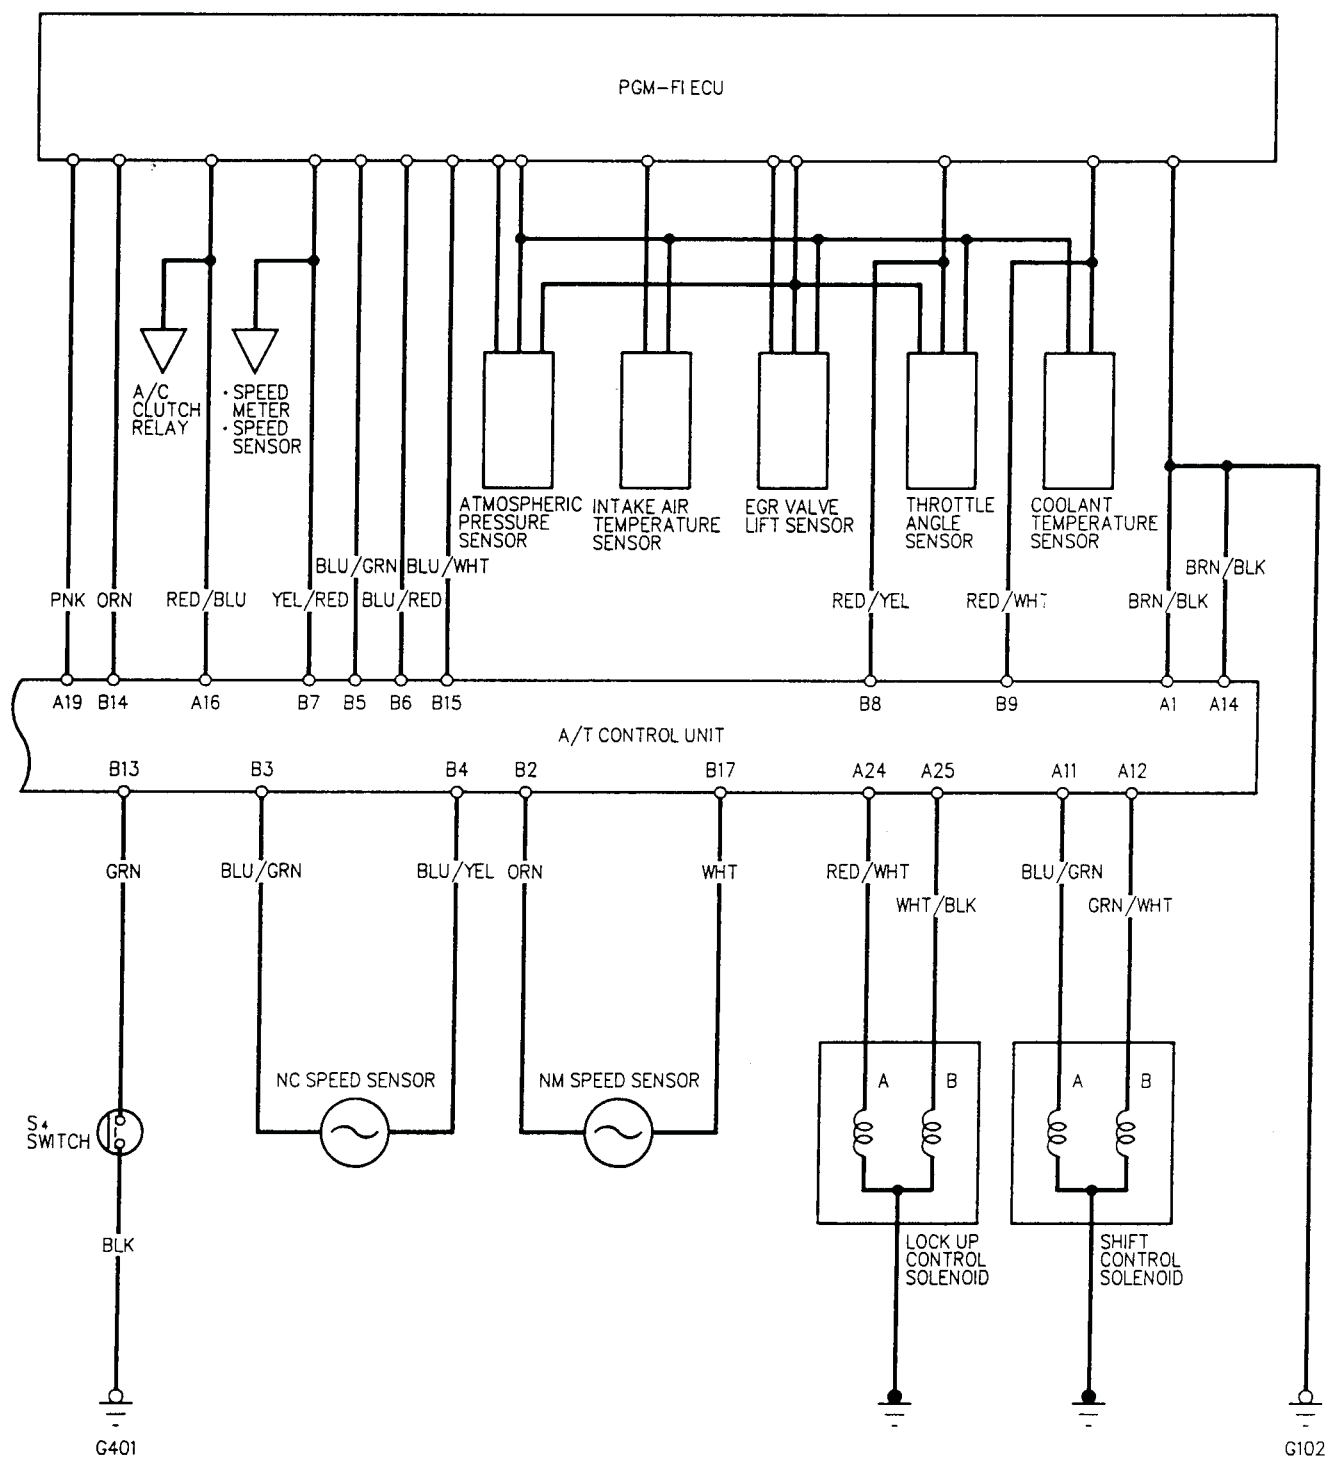 PGM-FI ECU
A/C
CLUTCH
RELAY
· SPEED
METER
· SPEED
SENSOR
ATMOSPHERIC
PRESSURE
SENSOR
INTAKE AIR
TEMPERATURE
SENSOR
EGR VALVE
LIFT SENSOR
THROTTLE
ANGLE
SENSOR
COOLANT
TEMPERATURE
SENSOR
BLU/GRN BLU/WHT
BRN/BLK
PNK ORN RED/BLU YEL/RED BLU/RED RED/YEL RED/WHT BRN/BLK
A19 B14 A16 B7 B5 B6 B15 B8 B9 A1 A14
A/T CONTROL UNIT
B13 B3 B4 B2 B17 A24 A25 A11 A12
GRN BLU/GRN BLU/YEL ORN WHT RED/WHT BLU/GRN
WHT/BLK GRN/WHT
NC SPEED SENSOR NM SPEED SENSOR A B A B
S4
SWITCH
BLK
LOCK UP
CONTROL
SOLENOID
SHIFT
CONTROL
SOLENOID
G401 G102